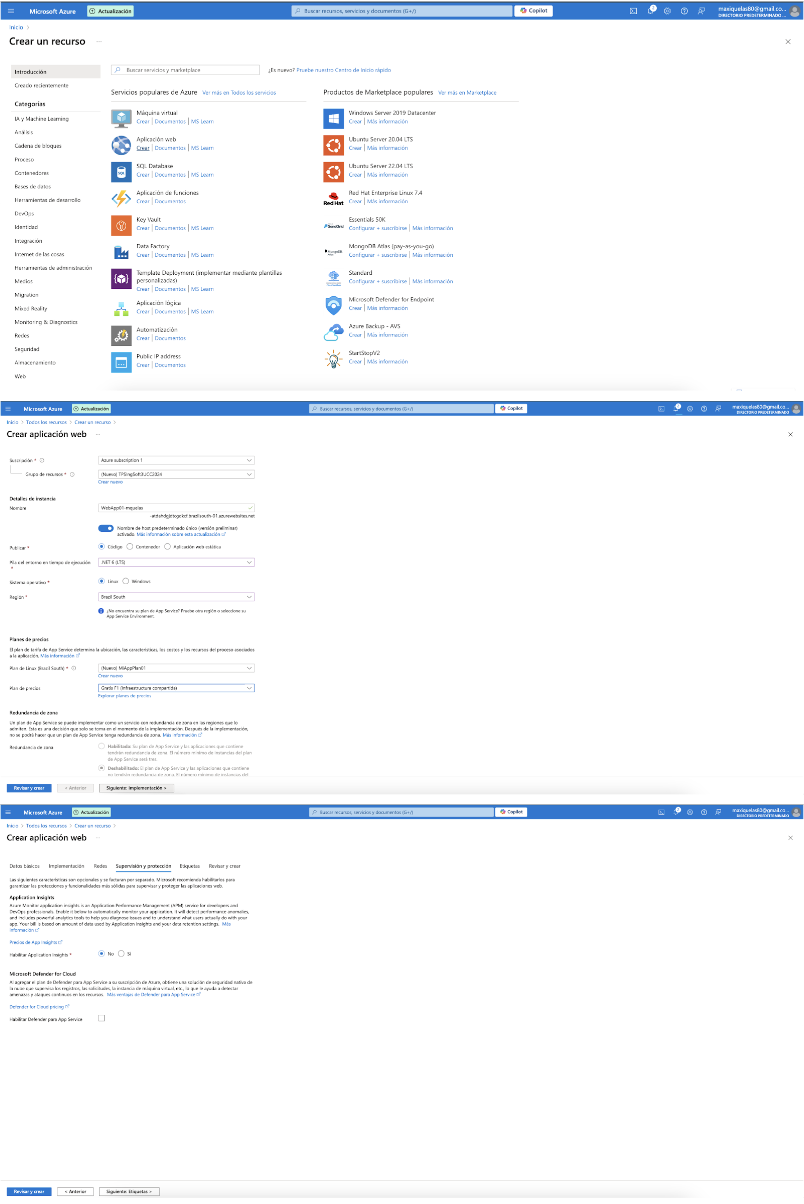 Microsoft Azure
Actualización
Buscar recursos, servicios y documentos (G+/)
Copilot
maxiquelas80@gmail.co...
DIRECTORIO PREDETERMINADO ...
Inicio >
Crear un recurso ...
Introducción
Creado recientemente
Categorías
IA y Machine Learning
Análisis
Cadena de bloques
Proceso
Contenedores
Bases de datos
Herramientas de desarrollo
DevOps
Identidad
Integración
Internet de las cosas
Herramientas de administración
Medios
Migration
Mixed Reality
Monitoring & Diagnostics
Redes
Seguridad
Almacenamiento
Web
Buscar servicios y marketplace
¿Es nuevo? Pruebe nuestro Centro de inicio rápido
Servicios populares de Azure Ver más en Todos los servicios
Máquina virtual
Crear | Documentos | MS Learn
Aplicación web
Crear | Documentos | MS Learn
SQL Database
Crear | Documentos | MS Learn
Aplicación de funciones
Crear | Documentos
Key Vault
Crear | Documentos | MS Learn
Data Factory
Crear | Documentos | MS Learn
Template Deployment (implementar mediante plantillas
personalizadas)
Crear | Documentos | MS Learn
Aplicación lógica
Crear | Documentos | MS Learn
Automatización
Crear | Documentos
Public IP address
Crear | Documentos
Productos de Marketplace populares Ver más en Marketplace
Windows Server 2019 Datacenter
Crear | Más información
Ubuntu Server 20.04 LTS
Crear | Más información
Ubuntu Server 22.04 LTS
Crear | Más información
Red Hat
Red Hat Enterprise Linux 7.4
Crear | Más información
Essentials 50K
Configurar + suscribirse | Más información
MongoDB Atlas (pay-as-you-go)
Configurar + suscribirse | Más información
Standard
Configurar + suscribirse | Más información
Microsoft Defender for Endpoint
Crear | Más información
Azure Backup - AVS
Crear | Más información
StartStopV2
Crear | Más información
Microsoft Azure
Actualización
Buscar recursos, servicios y documentos (G+/)
Copilot
maxiquelas80@gmail.co...
DIRECTORIO PREDETERMINADO
Inicio > Todos los recursos > Crear un recurso >
Crear aplicación web ...
Suscripción * Azure subscription 1
Grupo de recursos * (Nuevo) TPSIngSoft3UCC2024
Crear nuevo
Detalles de instancia
Nombre WebApp01-mquelas
.brazilsouth-01.azurewebsites.net
Nombre de host predeterminado único (versión preliminar)
activado. Más información sobre esta actualización
Publicar * Código Contenedor Aplicación web estática
Pila del entorno en tiempo de ejecución
* .NET 6 (LTS)
Sistema operativo * Linux Windows
Región * Brazil South
¿No encuentra su plan de App Service? Pruebe otra región o seleccione su
App Service Environment.
Planes de precios
El plan de tarifa de App Service determina la ubicación, las características, los costos y los recursos del proceso asociados
a la aplicación. Más información
Plan de Linux (Brazil South) * (Nuevo) MiAppPlan01
Crear nuevo
Plan de precios Gratis F1 (Infraestructura compartida)
Explorar planes de precios
Redundancia de zona
Un plan de App Service se puede implementar como un servicio con redundancia de zona en las regiones que lo
admitan. Esta es una decisión que solo se toma en el momento de la implementación. Después de la implementación,
no se podrá hacer que un plan de App Service tenga redundancia de zona. Más información
Redundancia de zona
Habilitado: Su plan de App Service y las aplicaciones que contiene
tendrán redundancia de zona. El número mínimo de instancias del plan
de App Service será tres.
Deshabilitado: El plan de App Service y las aplicaciones que contiene
no tendrán redundancia de zona. El número mínimo de instancias del
Revisar y crear
< Anterior
Siguiente: Implementación >
Microsoft Azure
Actualización
Buscar recursos, servicios y documentos (G+/)
Copilot
maxiquelas80@gmail.co...
DIRECTORIO PREDETERMINADO
Inicio > Todos los recursos > Crear un recurso >
Crear aplicación web ...
Datos básicos Implementación Redes Supervisión y protección Etiquetas Revisar y crear
Las siguientes características son opcionales y se facturan por separado. Microsoft recomienda habilitarlos para
garantizar las protecciones y funcionalidades más sólidas para supervisar y proteger las aplicaciones web.
Application Insights
Azure Monitor application insights is an Application Performance Management (APM) service for developers and
DevOps professionals. Enable it below to automatically monitor your application. It will detect performance anomalies,
and includes powerful analytics tools to help you diagnose issues and to understand what users actually do with your
app. Your bill is based on amount of data used by Application Insights and your data retention settings. Más
información
Precios de App Insights
Habilitar Application Insights * No Sí
Microsoft Defender for Cloud
Al agregar el plan de Defender para App Service a su suscripción de Azure, obtiene una solución de seguridad nativa de
la nube que supervisa los registros, las solicitudes, la instancia de máquina virtual, etc., lo que le ayuda a detectar
amenazas y ataques continuos en los recursos. Más ventajas de Defender para App Service
Defender for Cloud pricing
Habilitar Defender para App Service
Revisar y crear
< Anterior
Siguiente: Etiquetas >